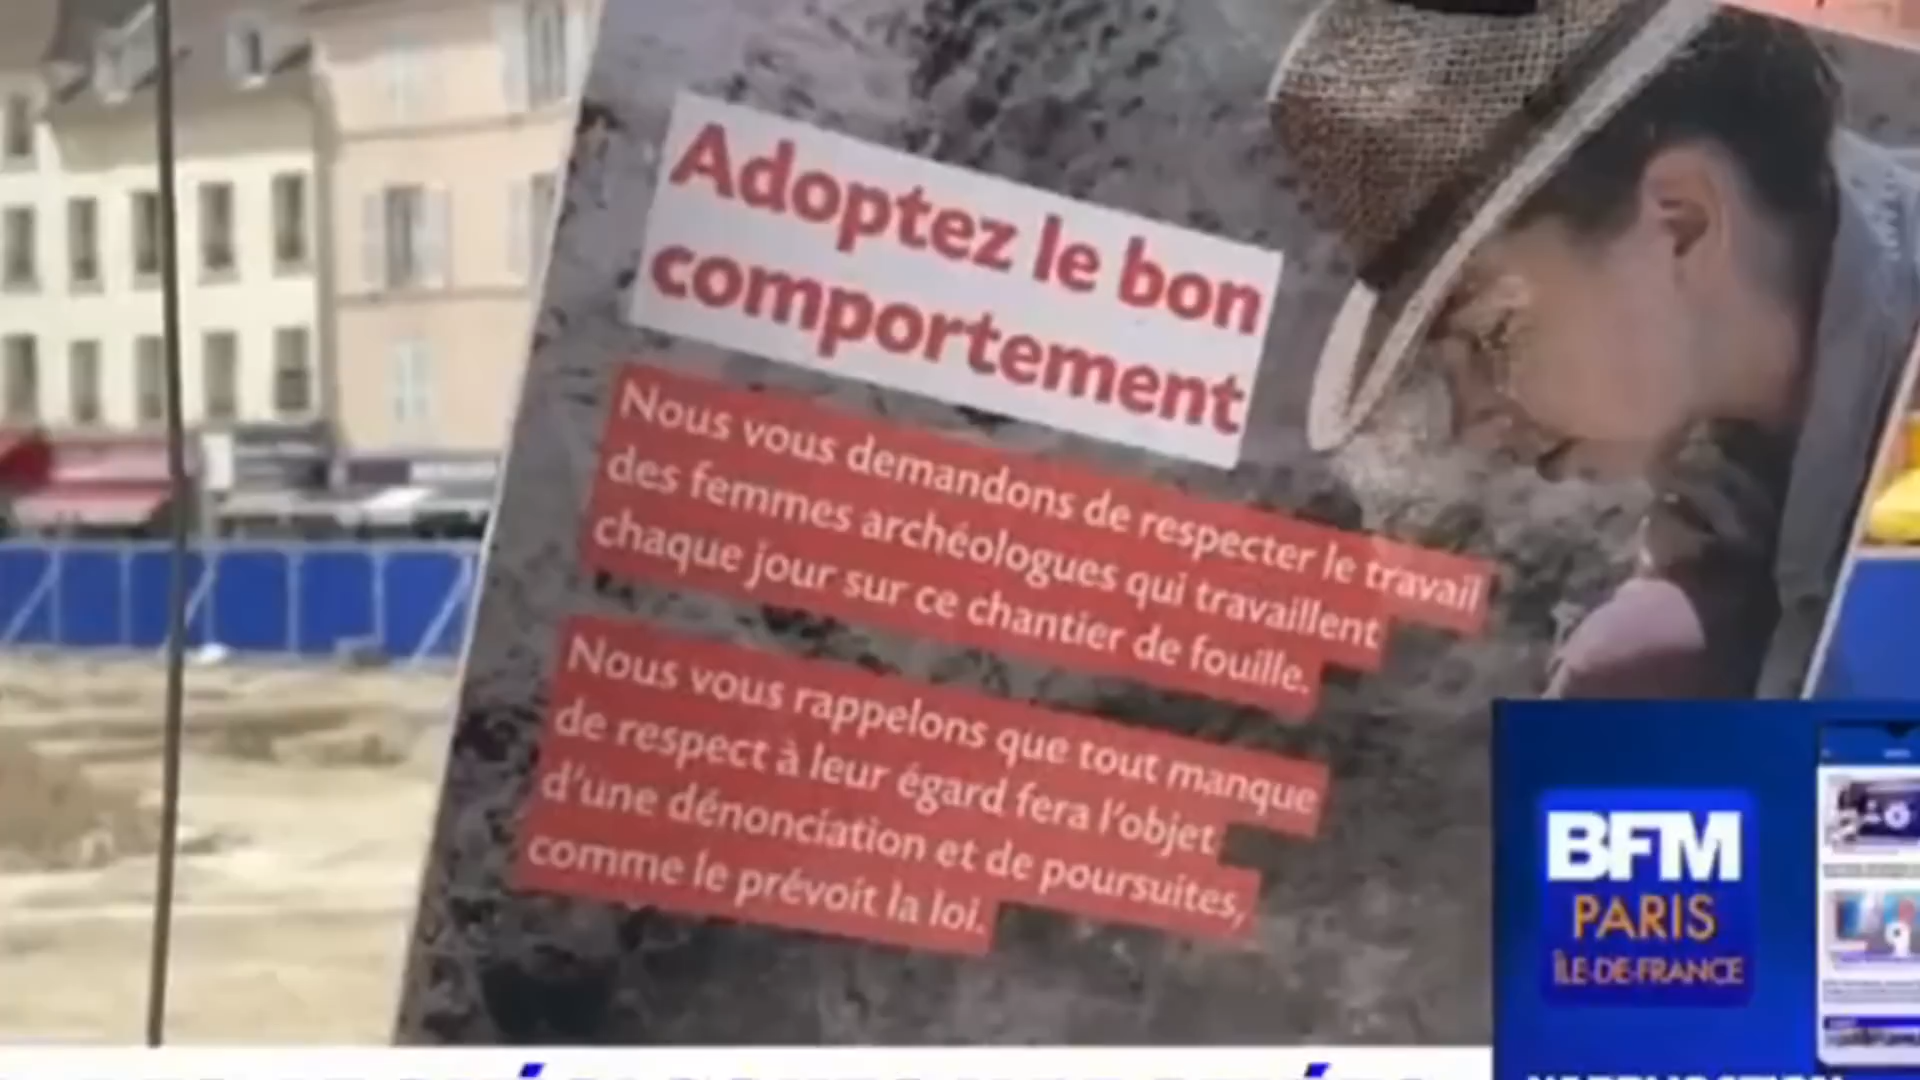 Adoptez le bon
comportement
Nous vous demandons de respecter le travail
des femmes archéologues qui travaillent
chaque jour sur ce chantier de fouille.
Nous vous rappelons que tout manque
de respect à leur égard fera l'objet
d'une dénonciation et de poursuites,
comme le prévoit la loi.
BFM
PARIS
ÎLE-DE-FRANCE